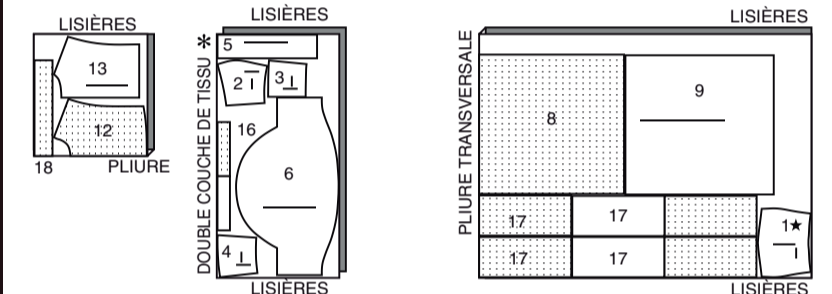 LISIÈRES
13
12
18
PLIURE
LISIÈRES
DOUBLE COUCHE DE TISSU *
5
2
3
16
6
4
LISIÈRES
LISIÈRES
PLIURE TRANSVERSALE
8
9
17
17
1★
17
17
LISIÈRES